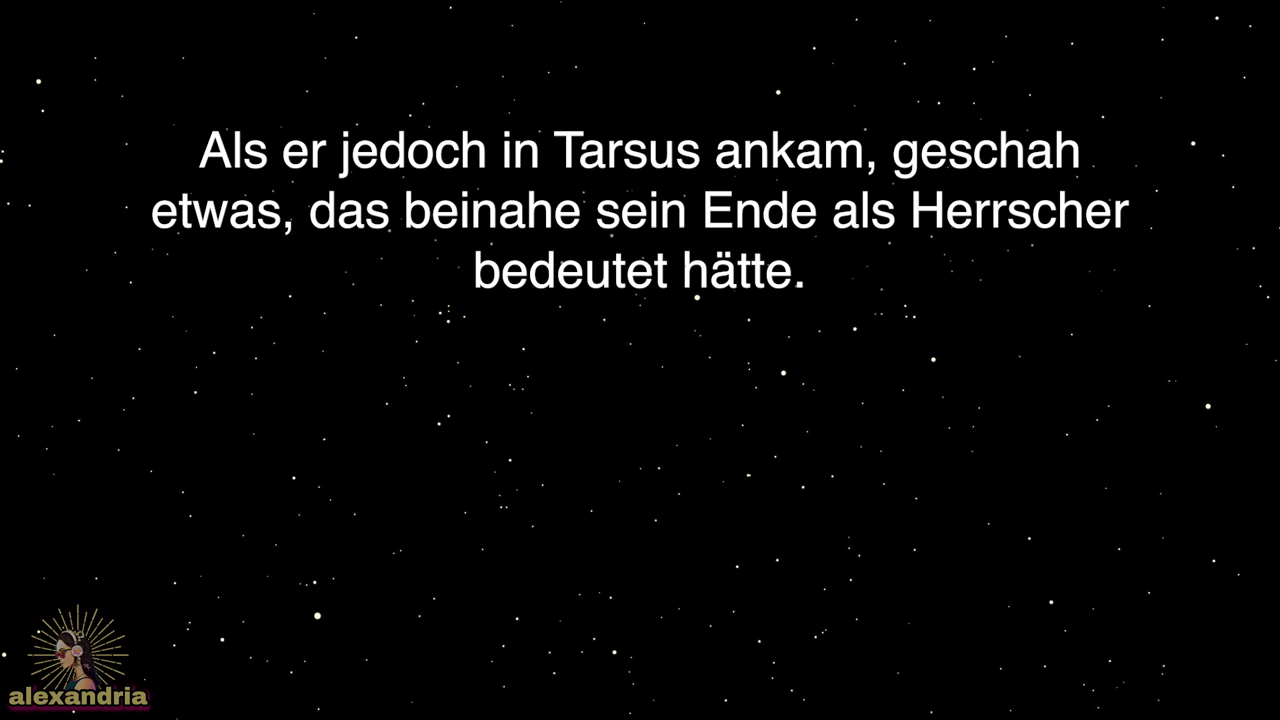 Als er jedoch in Tarsus ankam, geschah
etwas, das beinahe sein Ende als Herrscher
bedeutet hätte.
alexandria